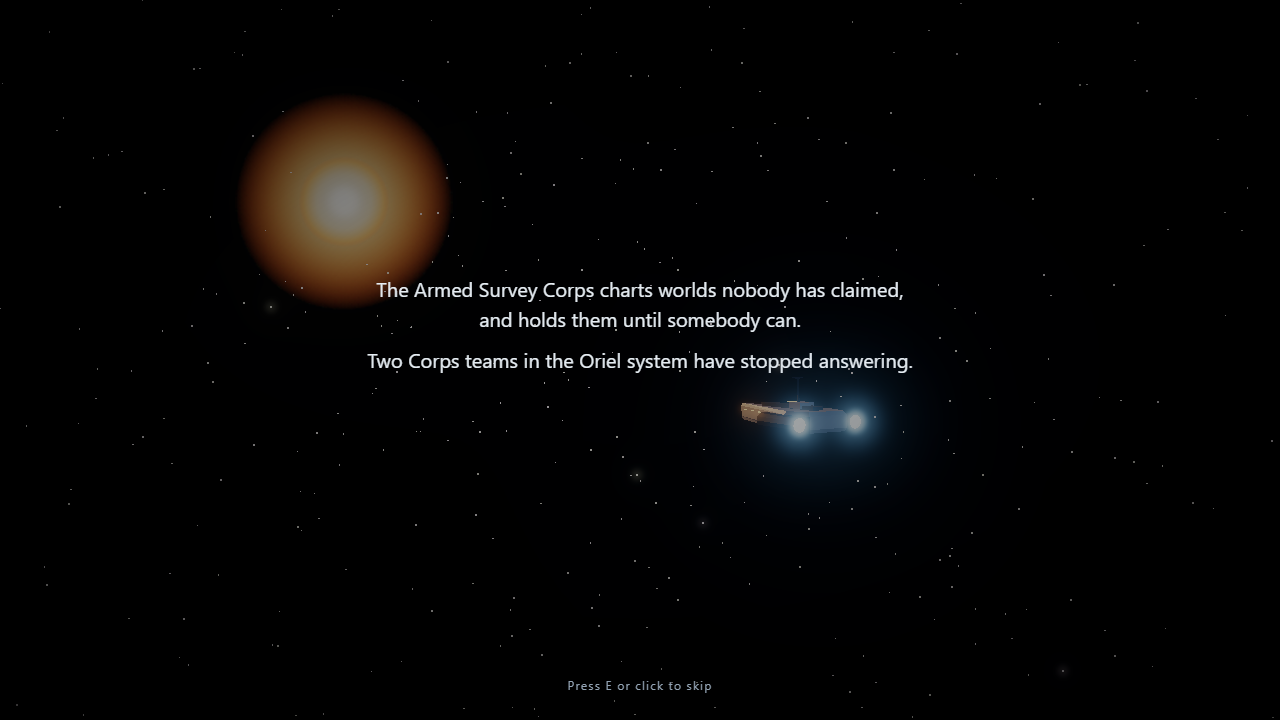 The Armed Survey Corps charts worlds nobody has claimed,
and holds them until somebody can.
Two Corps teams in the Oriel system have stopped answering.
Press E or click to skip